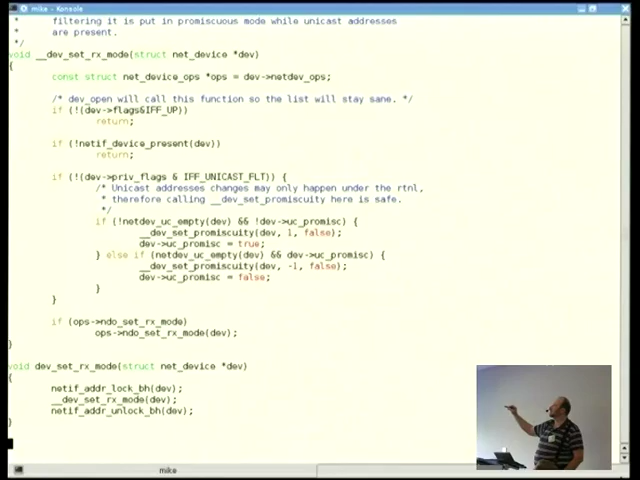 mike - Konsole
* filtering it is put in promiscuous mode while unicast addresses
* are present.
*/
void __dev_set_rx_mode(struct net_device *dev)
{
const struct net_device_ops *ops = dev->netdev_ops;
/* dev_open will call this function so the list will stay sane. */
if (!(dev->flags&IFF_UP))
return;
if (!netif_device_present(dev))
return;
if (!(dev->priv_flags & IFF_UNICAST_FLT)) {
/* Unicast addresses changes may only happen under the rtnl,
* therefore calling __dev_set_promiscuity here is safe.
*/
if (!netdev_uc_empty(dev) && !dev->uc_promisc) {
__dev_set_promiscuity(dev, 1, false);
dev->uc_promisc = true;
} else if (netdev_uc_empty(dev) && dev->uc_promisc) {
__dev_set_promiscuity(dev, -1, false);
dev->uc_promisc = false;
}
}
if (ops->ndo_set_rx_mode)
ops->ndo_set_rx_mode(dev);
}
void dev_set_rx_mode(struct net_device *dev)
{
netif_addr_lock_bh(dev);
__dev_set_rx_mode(dev);
netif_addr_unlock_bh(dev);
}
mike